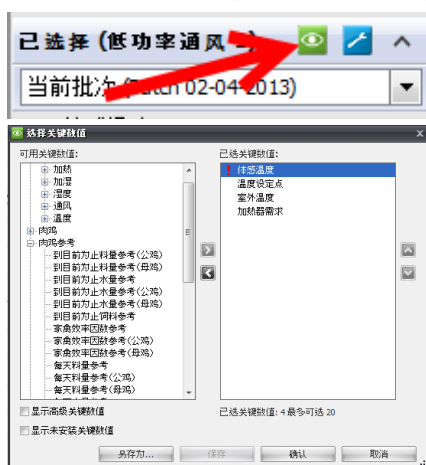 已选择 (低功率通风
当前批次 02-04-2013)
选择关键数值
x
可用关键数值:
加热
加湿
湿度
通风
温度
肉鸡
肉鸡参考
到目前为止料量参考(公鸡)
到目前为止料量参考(母鸡)
到目前为止水量参考
到目前为止水量参考(公鸡)
到目前为止水量参考(母鸡)
到目前为止饲料参考
家禽效率因数参考
家禽效率因数参考(公鸡)
家禽效率因数参考(母鸡)
每天料量参考
每天料量参考(公鸡)
每天料量参考(母鸡)
已选关键数值:
! 体感温度
温度设定点
室外温度
加热器需求
显示高级关键数值
显示未安装关键数值
已选关键数值: 4 最多可选 20
另存为...
保存
确认
取消